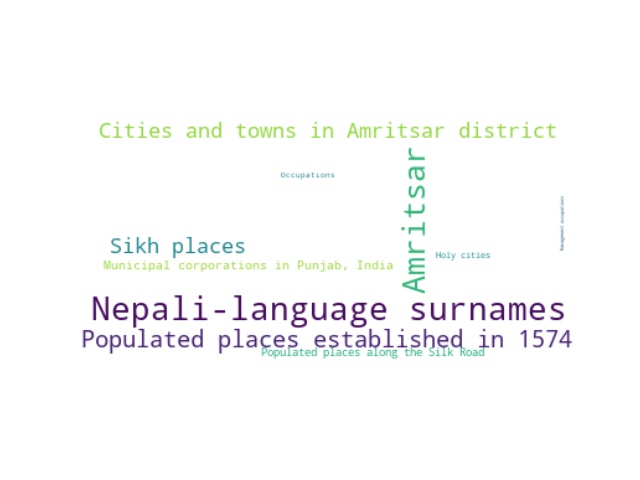 Cities and towns in Amritsar district
Occupations
Amritsar
Management occupations
Sikh places
Holy cities
Municipal corporations in Punjab, India
Nepali-language surnames
Populated places established in 1574
Populated places along the Silk Road